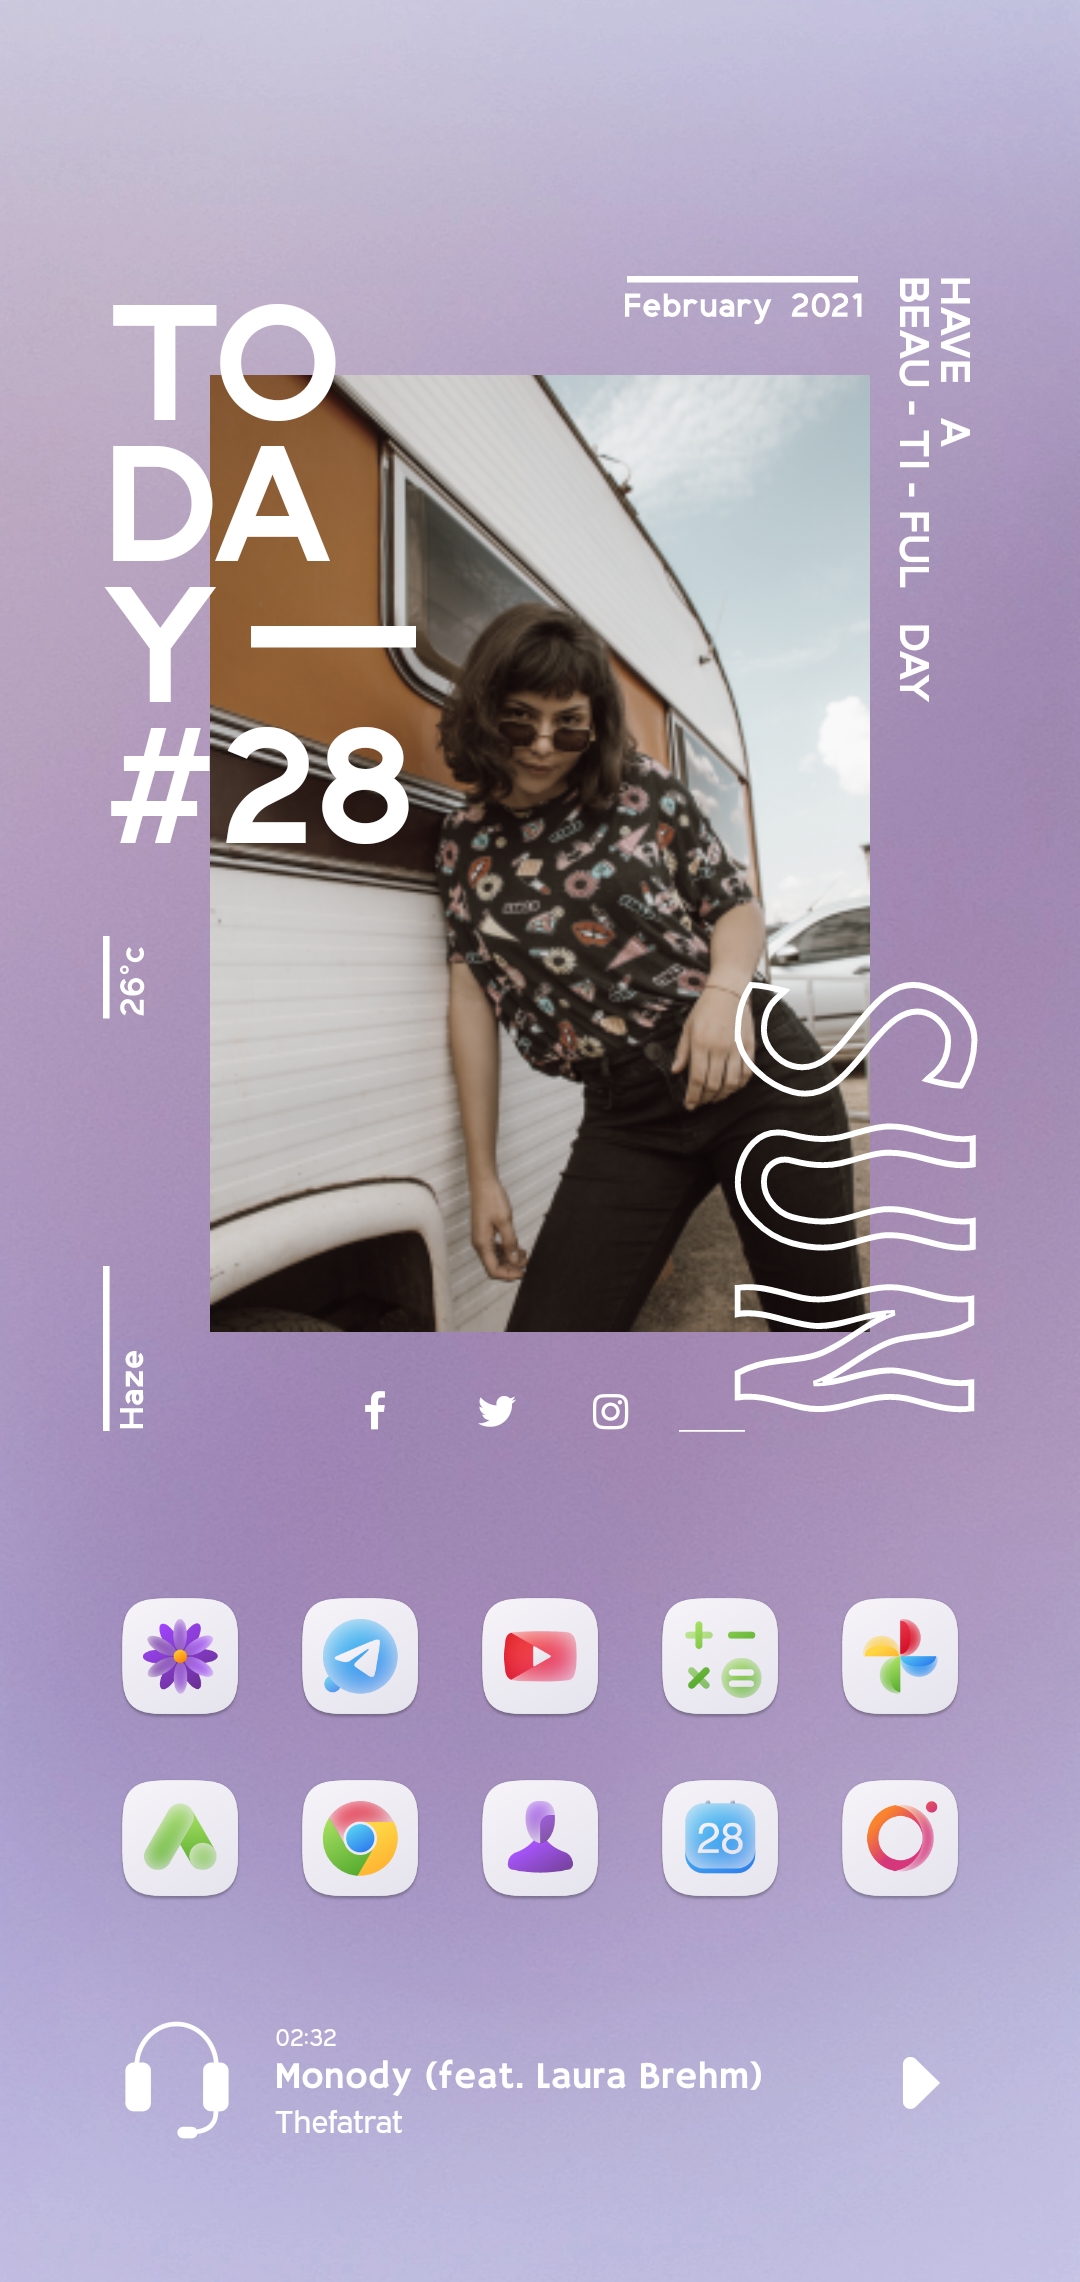 TO
DA
Y —
#28
February 2021
HAVE A
BEAU - TI - FUL DAY
26°c
SUN
Haze
28
02:32
Monody (feat. Laura Brehm)
Thefatrat